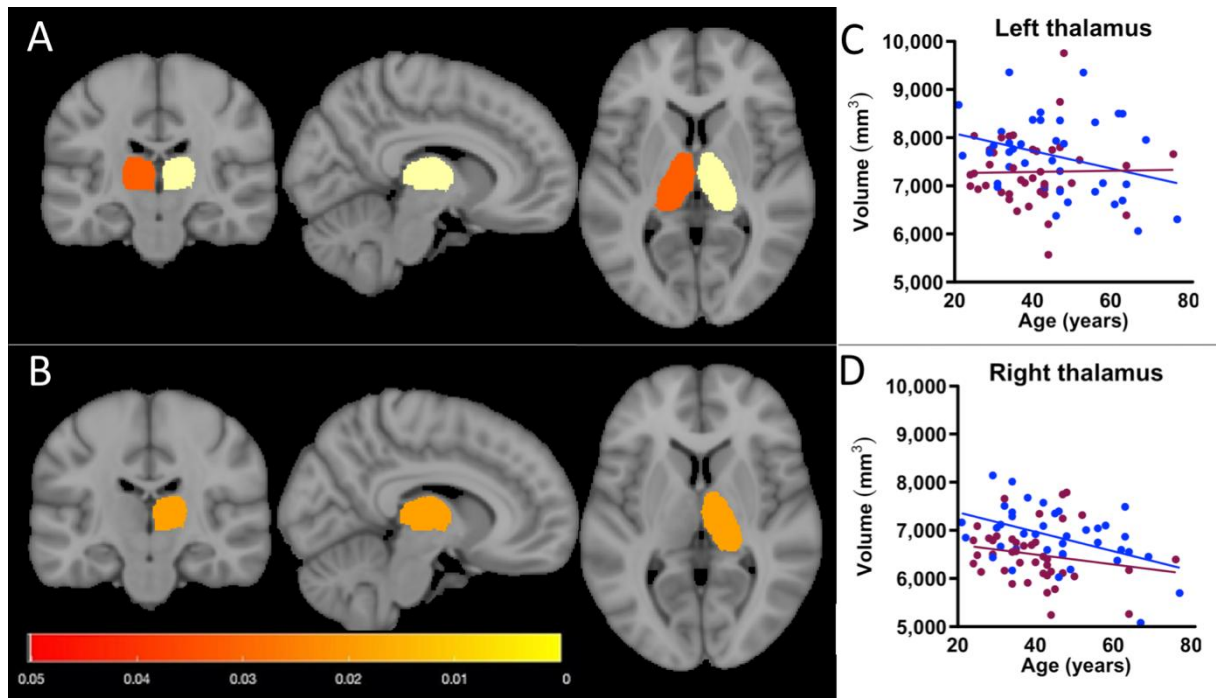 A
B
0.05 0.04 0.03 0.02 0.01 0
C
Left thalamus
10,000
9,000
8,000
7,000
6,000
5,000
Volume (mm³)
20 40 60 80
Age (years)
D
Right thalamus
10,000
9,000
8,000
7,000
6,000
5,000
Volume (mm³)
20 40 60 80
Age (years)